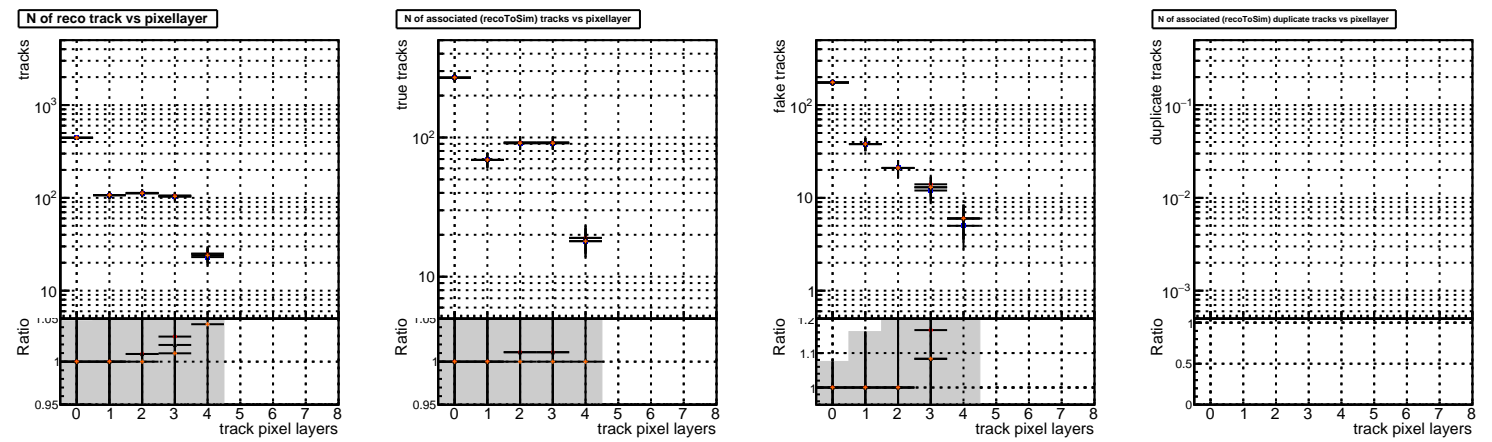 N of reco track vs pixellayer
tracks
10³
10²
10
Ratio
1.05
1
0.95
0 1 2 3 4 5 6 7 8
track pixel layers
N of associated (recoToSim) tracks vs pixellayer
true tracks
10²
10
Ratio
1.05
1
0.95
0 1 2 3 4 5 6 7 8
track pixel layers
fake tracks
10²
10
1
Ratio
1.2
1.1
1
0 1 2 3 4 5 6 7 8
track pixel layers
N of associated (recoToSim) duplicate tracks vs pixellayer
duplicate tracks
10⁻¹
10⁻²
10⁻³
Ratio
1
0.5
0
0 1 2 3 4 5 6 7 8
track pixel layers